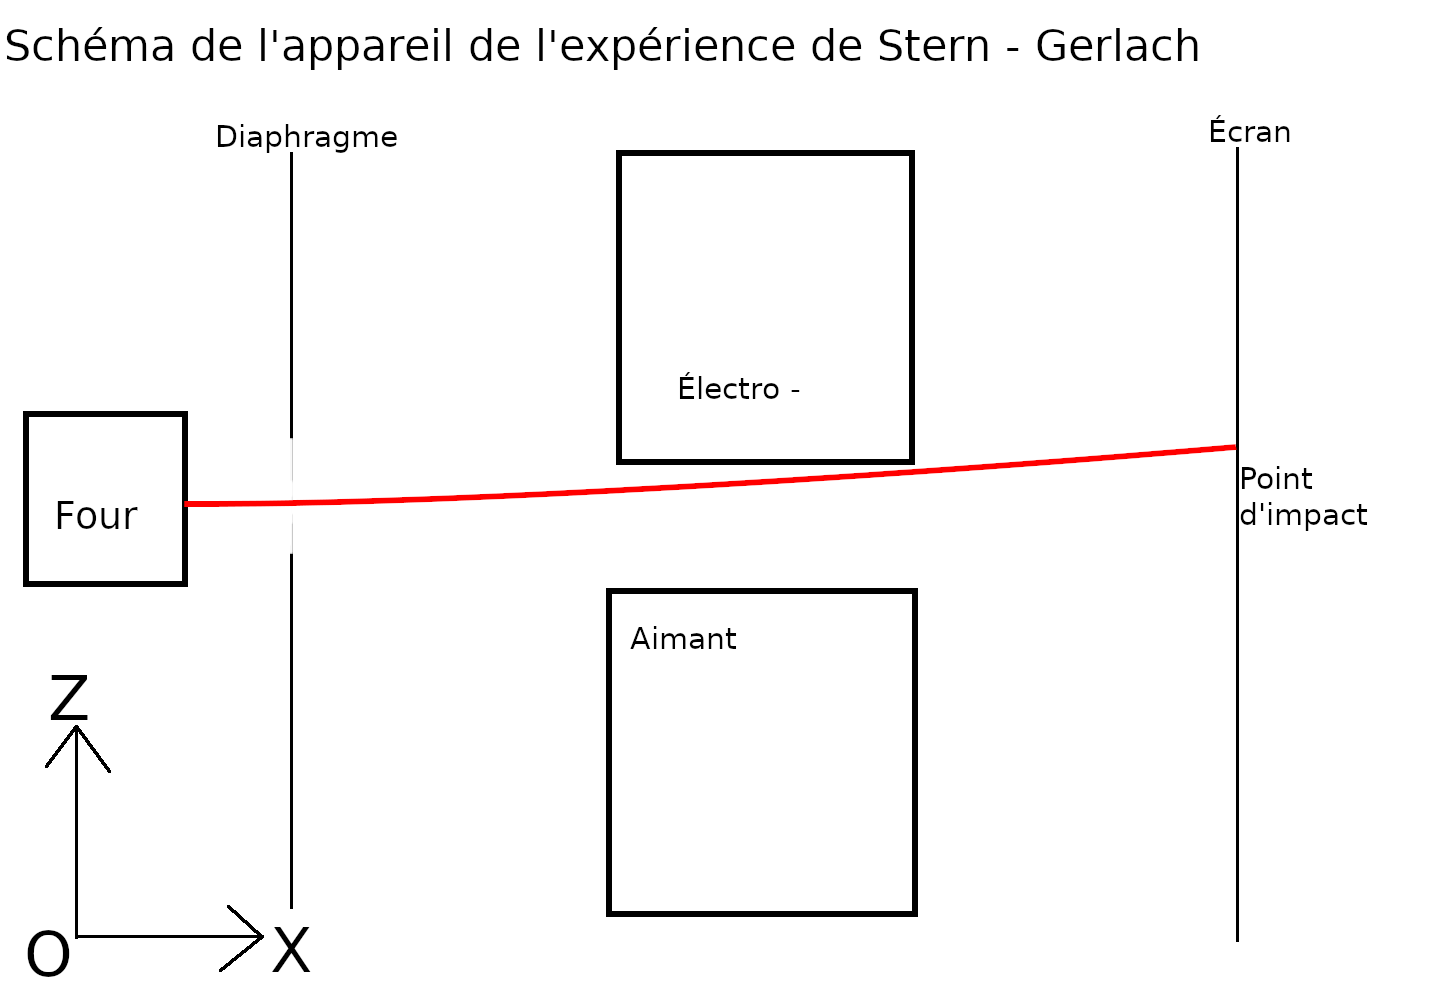 Schéma de l'appareil de l'expérience de Stern - Gerlach
Diaphragme
Écran
Électro -
Four
Point
d'impact
Aimant
Z
O
X